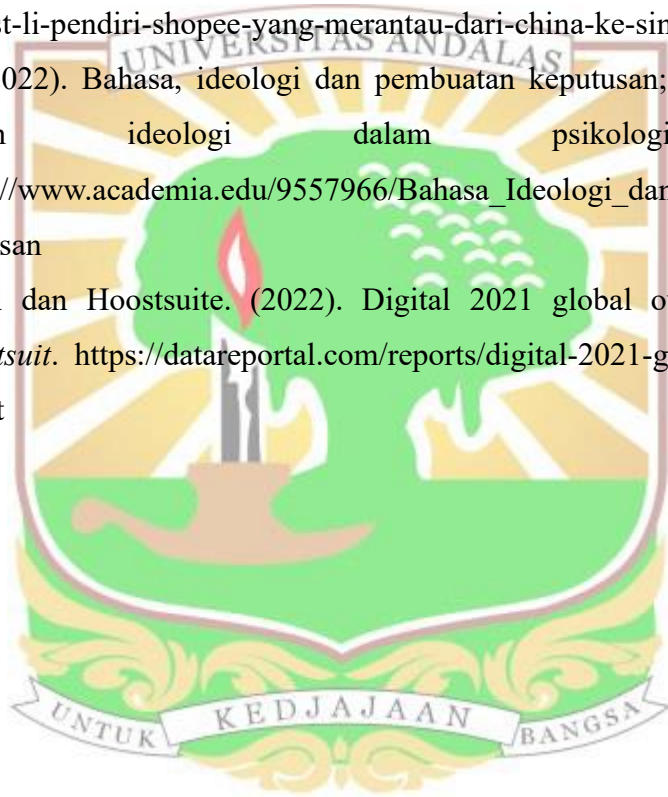 st-li-pendiri-shopee-yang-merantau-dari-china-ke-sin
UNIVERSITAS ANDALAS
022). Bahasa, ideologi dan pembuatan keputusan;
ideologi dalam psikologi
//www.academia.edu/9557966/Bahasa_Ideologi_dan
san
dan Hoostsuite. (2022). Digital 2021 global o
tsuit. https://datareportal.com/reports/digital-2021-g
t
UNTUK KEDJAJAAN BANGSA